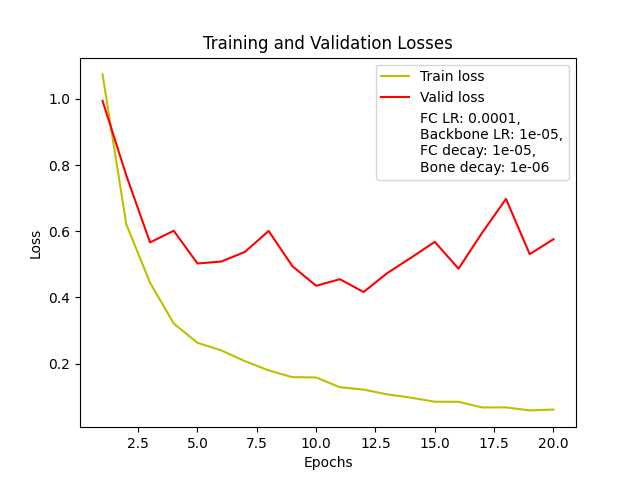 Training and Validation Losses
Train loss
Valid loss
FC LR: 0.0001,
Backbone LR: 1e-05,
FC decay: 1e-05,
Bone decay: 1e-06
Loss
1.0
0.8
0.6
0.4
0.2
2.5 5.0 7.5 10.0 12.5 15.0 17.5 20.0
Epochs